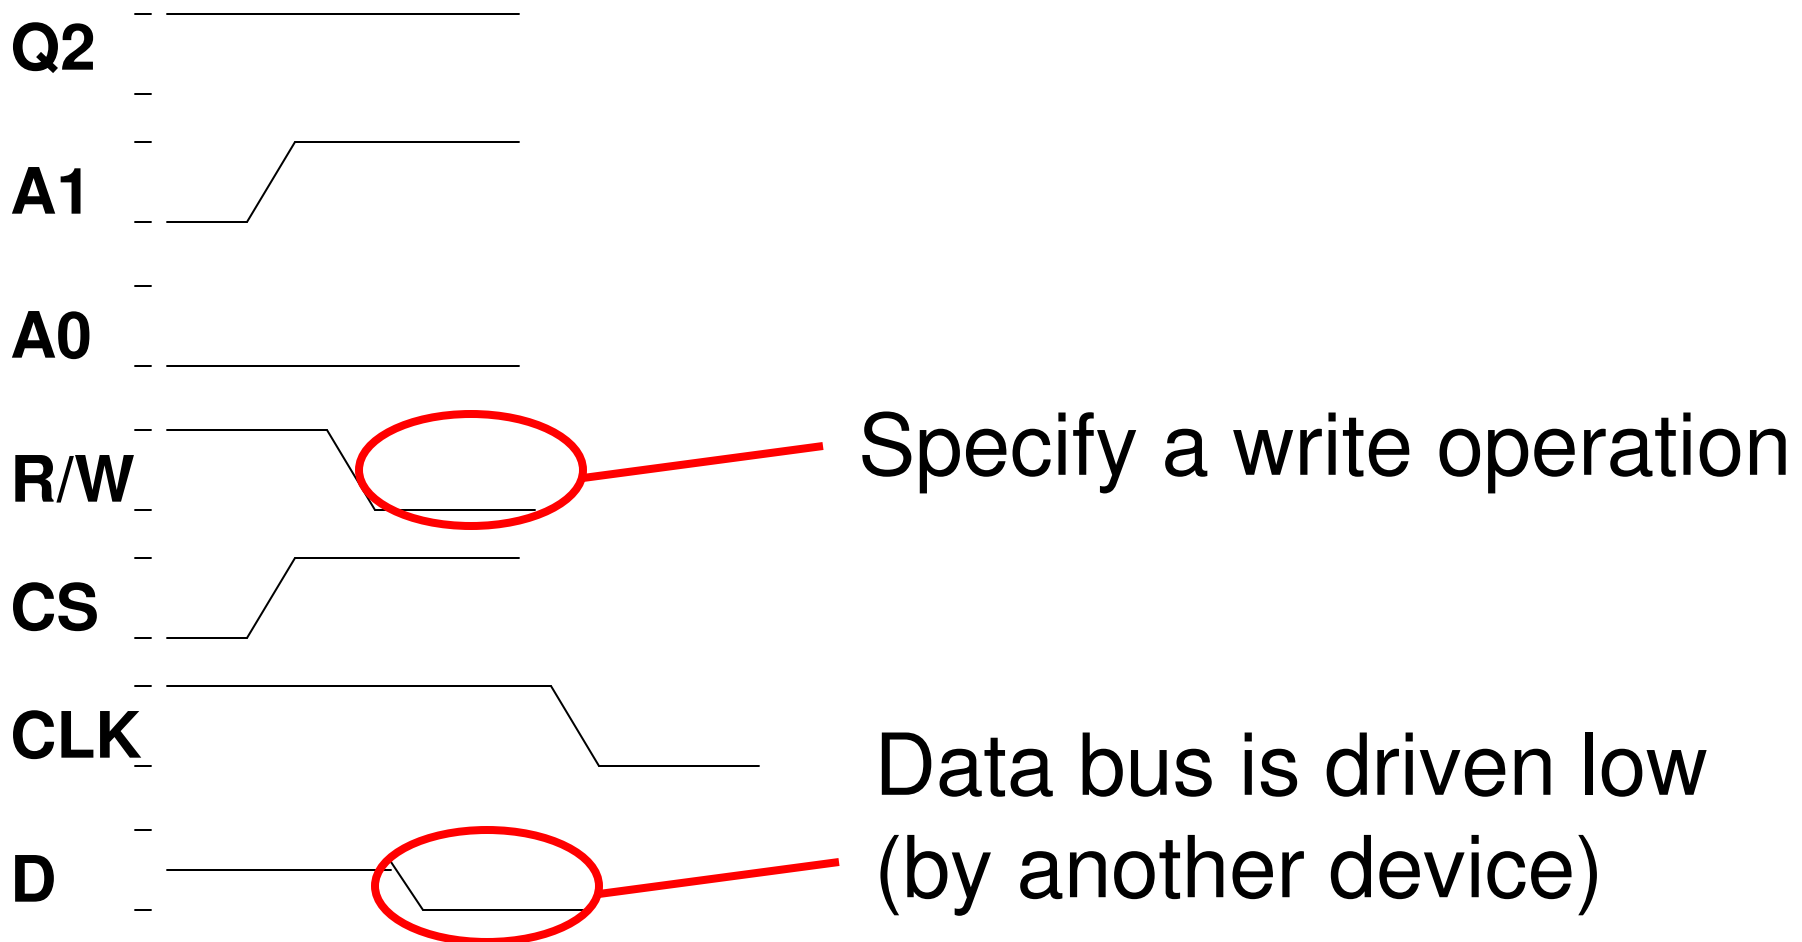 Q2
A1
A0
R/W
Specify a write operation
CS
CLK
Data bus is driven low
(by another device)
D